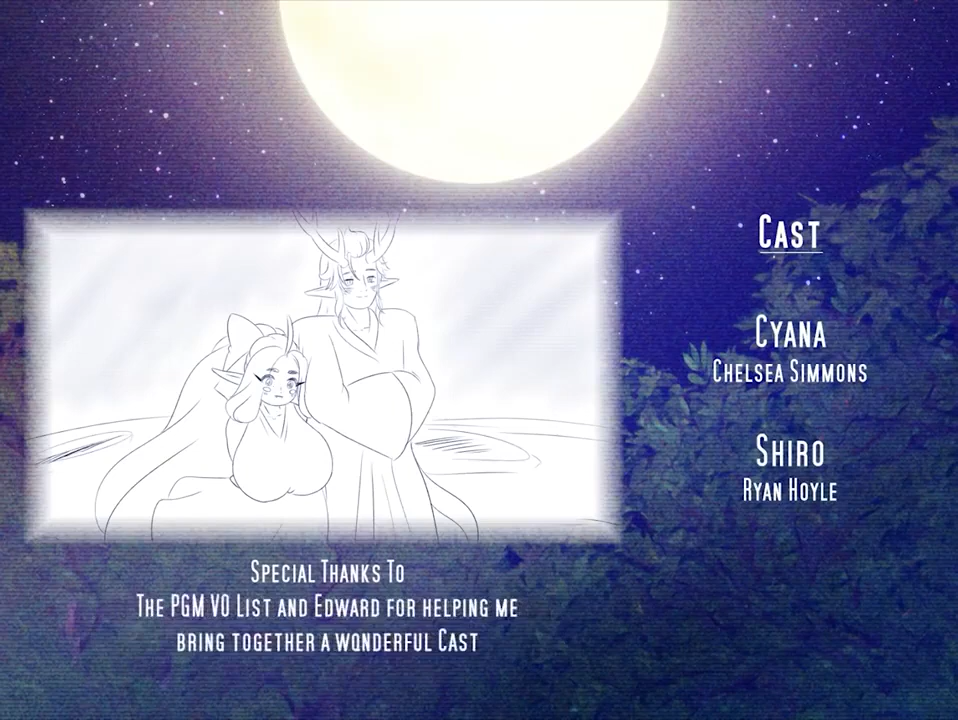 Cast
Cyana
Chelsea Simmons
Shiro
Ryan Hoyle
Special Thanks To
The PGM VO List and Edward for helping me
bring together a wonderful Cast